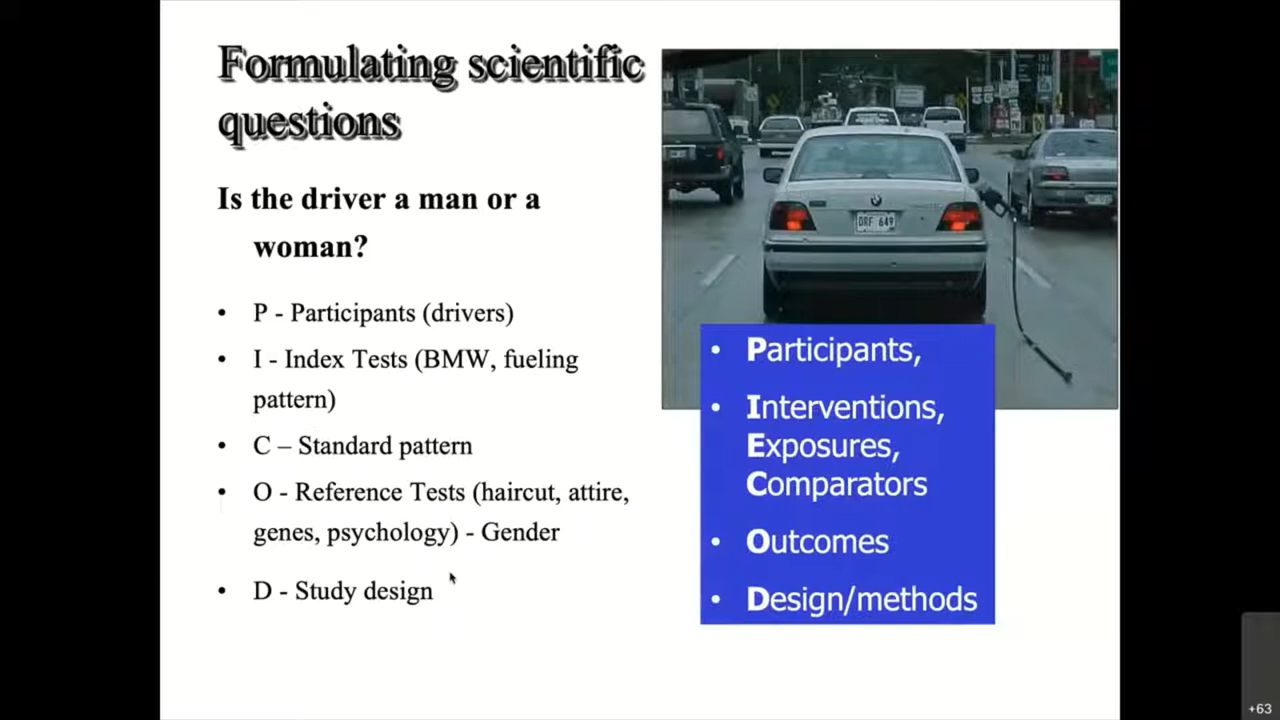 Formulating scientific
questions
Is the driver a man or a
woman?
• P - Participants (drivers)
• I - Index Tests (BMW, fueling
pattern)
• C – Standard pattern
• O - Reference Tests (haircut, attire,
genes, psychology) - Gender
• D - Study design
DRF 649
• Participants,
• Interventions,
Exposures,
Comparators
• Outcomes
• Design/methods
+63